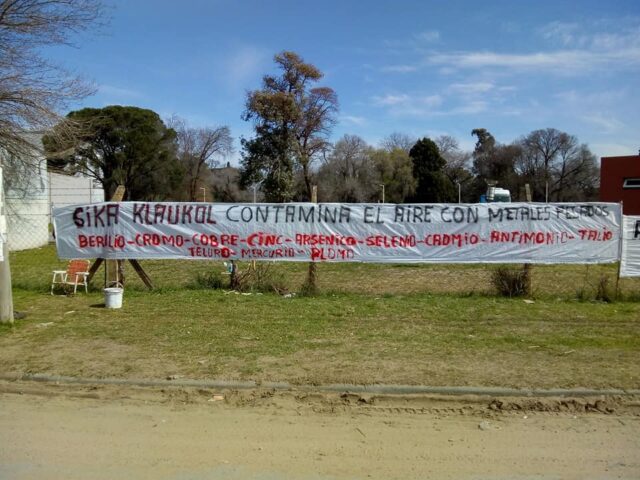 SIKA KLAUKOL CONTAMINA EL AIRE CON METALES PESADOS
BERILIO-CROMO-COBRE-CINC-ARSENICO-SELENIO-CADMIO-ANTIMONIO-TALIO
TELURO-MERCURIO-PLOMO